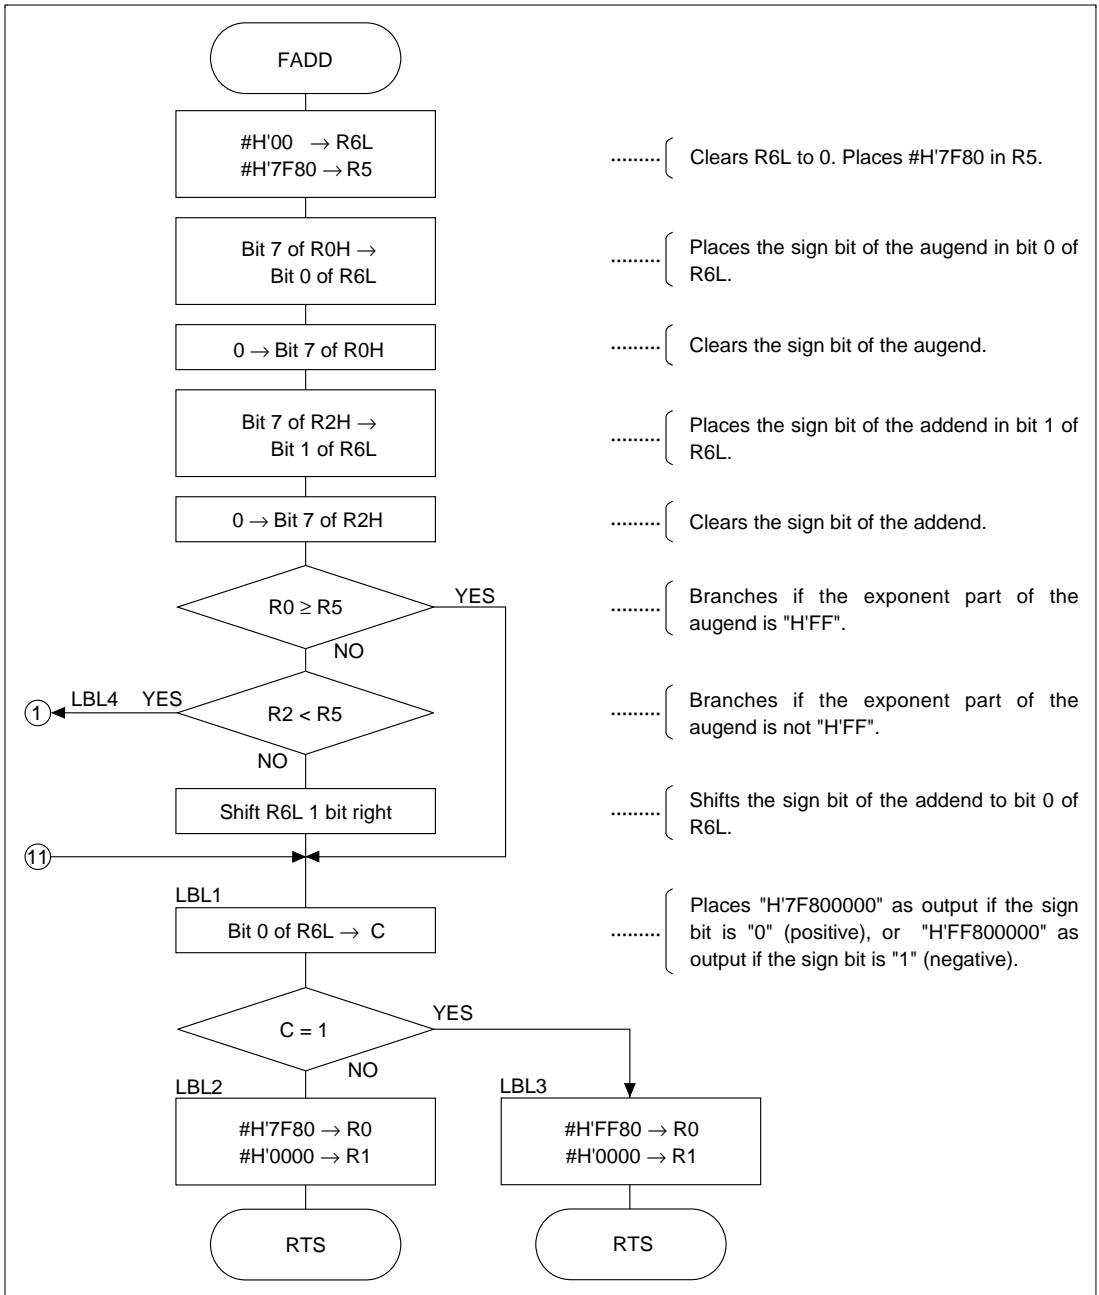 FADD
#H'00 → R6L
#H'7F80 → R5
......... Clears R6L to 0. Places #H'7F80 in R5.
Bit 7 of R0H →
Bit 0 of R6L
......... Places the sign bit of the augend in bit 0 of
R6L.
0 → Bit 7 of R0H
......... Clears the sign bit of the augend.
Bit 7 of R2H →
Bit 1 of R6L
......... Places the sign bit of the addend in bit 1 of
R6L.
0 → Bit 7 of R2H
......... Clears the sign bit of the addend.
R0 ≥ R5
YES
NO
......... Branches if the exponent part of the
augend is "H'FF".
1
LBL4 YES
R2 < R5
NO
......... Branches if the exponent part of the
augend is not "H'FF".
Shift R6L 1 bit right
......... Shifts the sign bit of the addend to bit 0 of
R6L.
11
LBL1
Bit 0 of R6L → C
......... Places "H'7F800000" as output if the sign
bit is "0" (positive), or "H'FF800000" as
output if the sign bit is "1" (negative).
C = 1
YES
NO
LBL2
#H'7F80 → R0
#H'0000 → R1
LBL3
#H'FF80 → R0
#H'0000 → R1
RTS
RTS